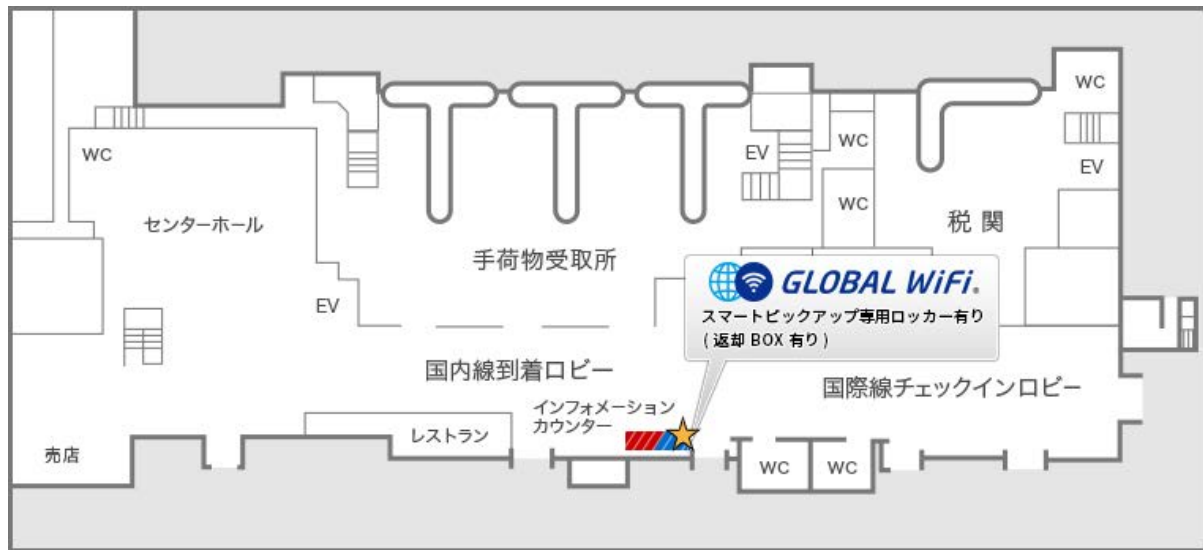 WC
WC
EV
WC
EV
WC
センターホール
WC
税関
手荷物受取所
GLOBAL WiFi®
スマートピックアップ専用ロッカー有り
(返却BOX有り)
EV
国内線到着ロビー
国際線チェックインロビー
インフォメーション
カウンター
レストラン
売店
WC
WC